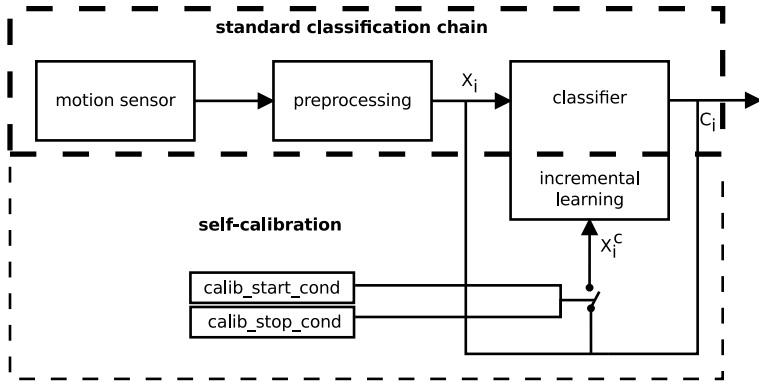 standard classification chain
motion sensor
preprocessing
X_i
classifier
C_i
incremental
learning
self-calibration
X_i^c
calib_start_cond
calib_stop_cond